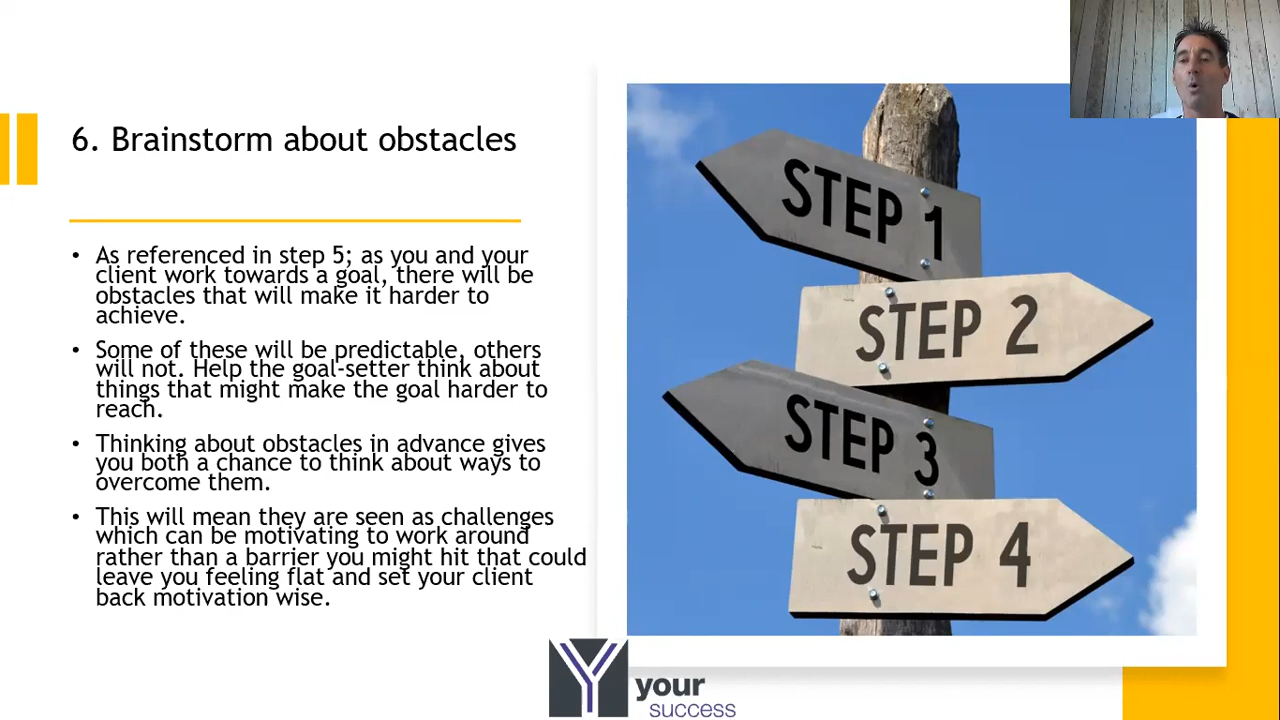 6. Brainstorm about obstacles
• As referenced in step 5; as you and your
client work towards a goal, there will be
obstacles that will make it harder to
achieve.
• Some of these will be predictable, others
will not. Help the goal-setter think about
things that might make the goal harder to
reach.
• Thinking about obstacles in advance gives
you both a chance to think about ways to
overcome them.
• This will mean they are seen as challenges
which can be motivating to work around
rather than a barrier you might hit that could
leave you feeling flat and set your client
back motivation wise.
STEP 1
STEP 2
STEP 3
STEP 4
Y your
success